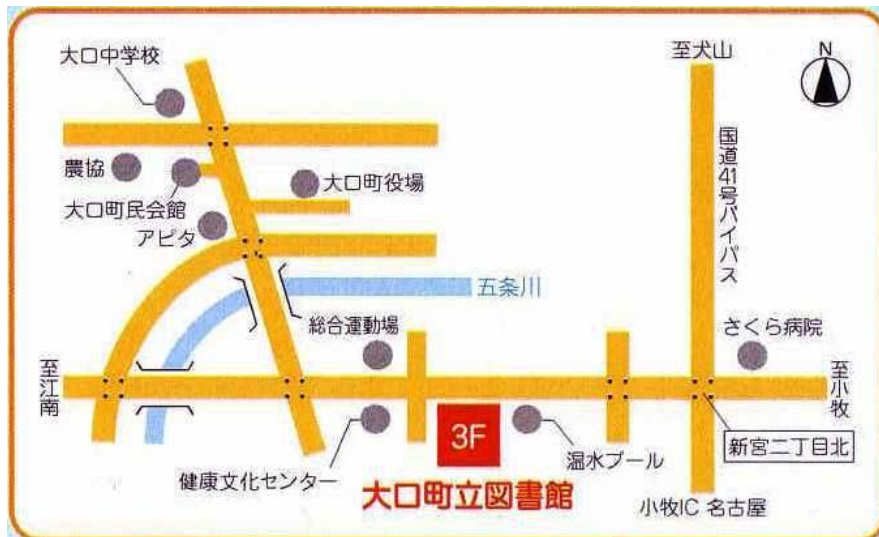 大口中学校
至犬山
N
農協
大口町民会館
大口町役場
アピタ
国道41号バイパス
五条川
総合運動場
さくら病院
至江南
至小牧
3F
新宮二丁目北
健康文化センター
温水プール
大口町立図書館
小牧IC 名古屋